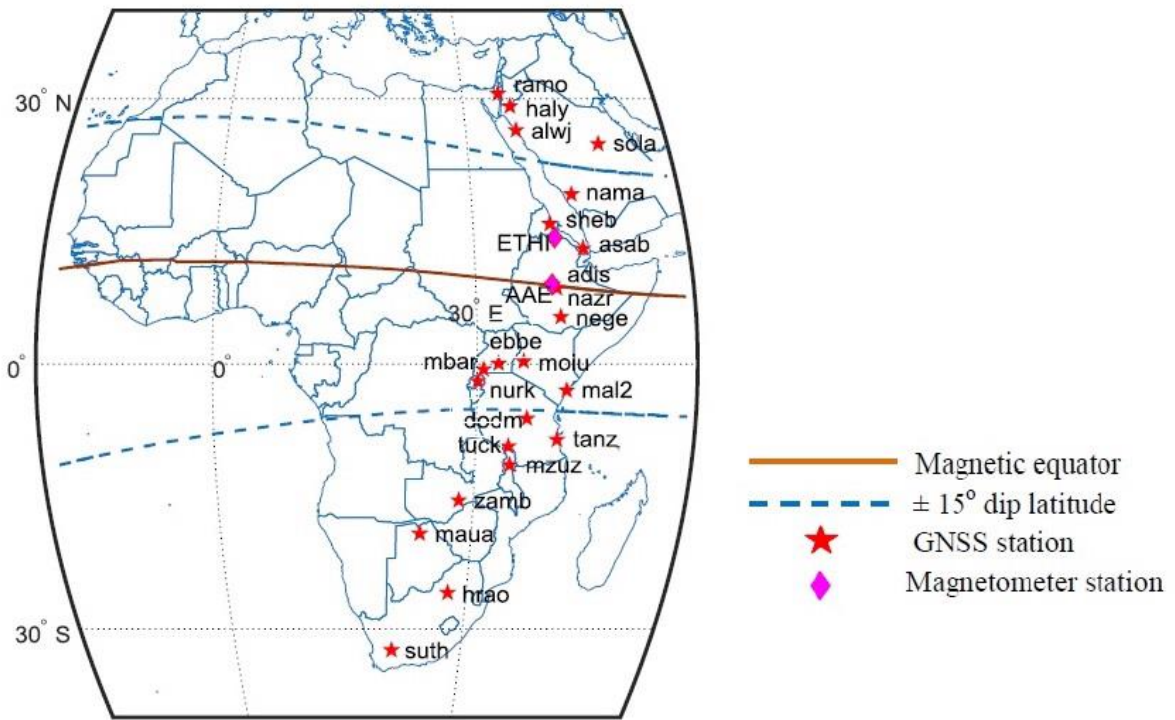 ramo
30° N
haly
alwj
sola
nama
sheb
ETHI
asab
adis
AAE
nazr
30° E
nege
ebbe
mbar
moiu
0°
0°
nurk
mal2
dodm
tuck
tanz
mzuz
zamb
maua
hrao
30° S
suth
Magnetic equator
± 15° dip latitude
GNSS station
Magnetometer station